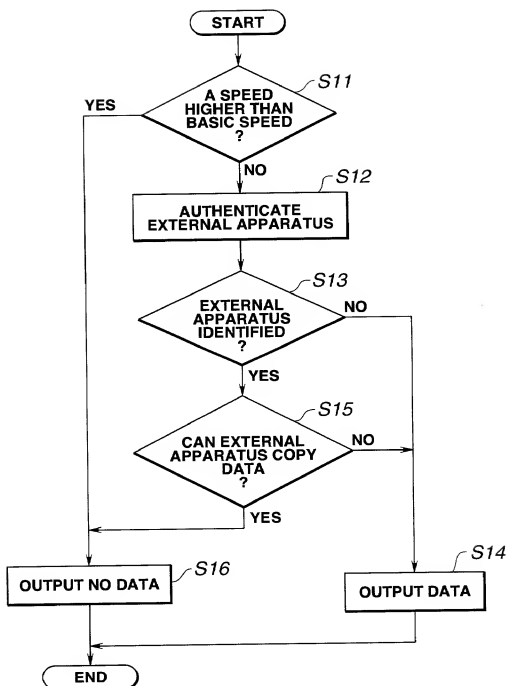 START
S11
A SPEED
HIGHER THAN
BASIC SPEED
?
YES
NO
S12
AUTHENTICATE
EXTERNAL APPARATUS
S13
EXTERNAL
APPARATUS
IDENTIFIED
?
NO
YES
S15
CAN EXTERNAL
APPARATUS COPY
DATA
?
NO
YES
S16
OUTPUT NO DATA
S14
OUTPUT DATA
END